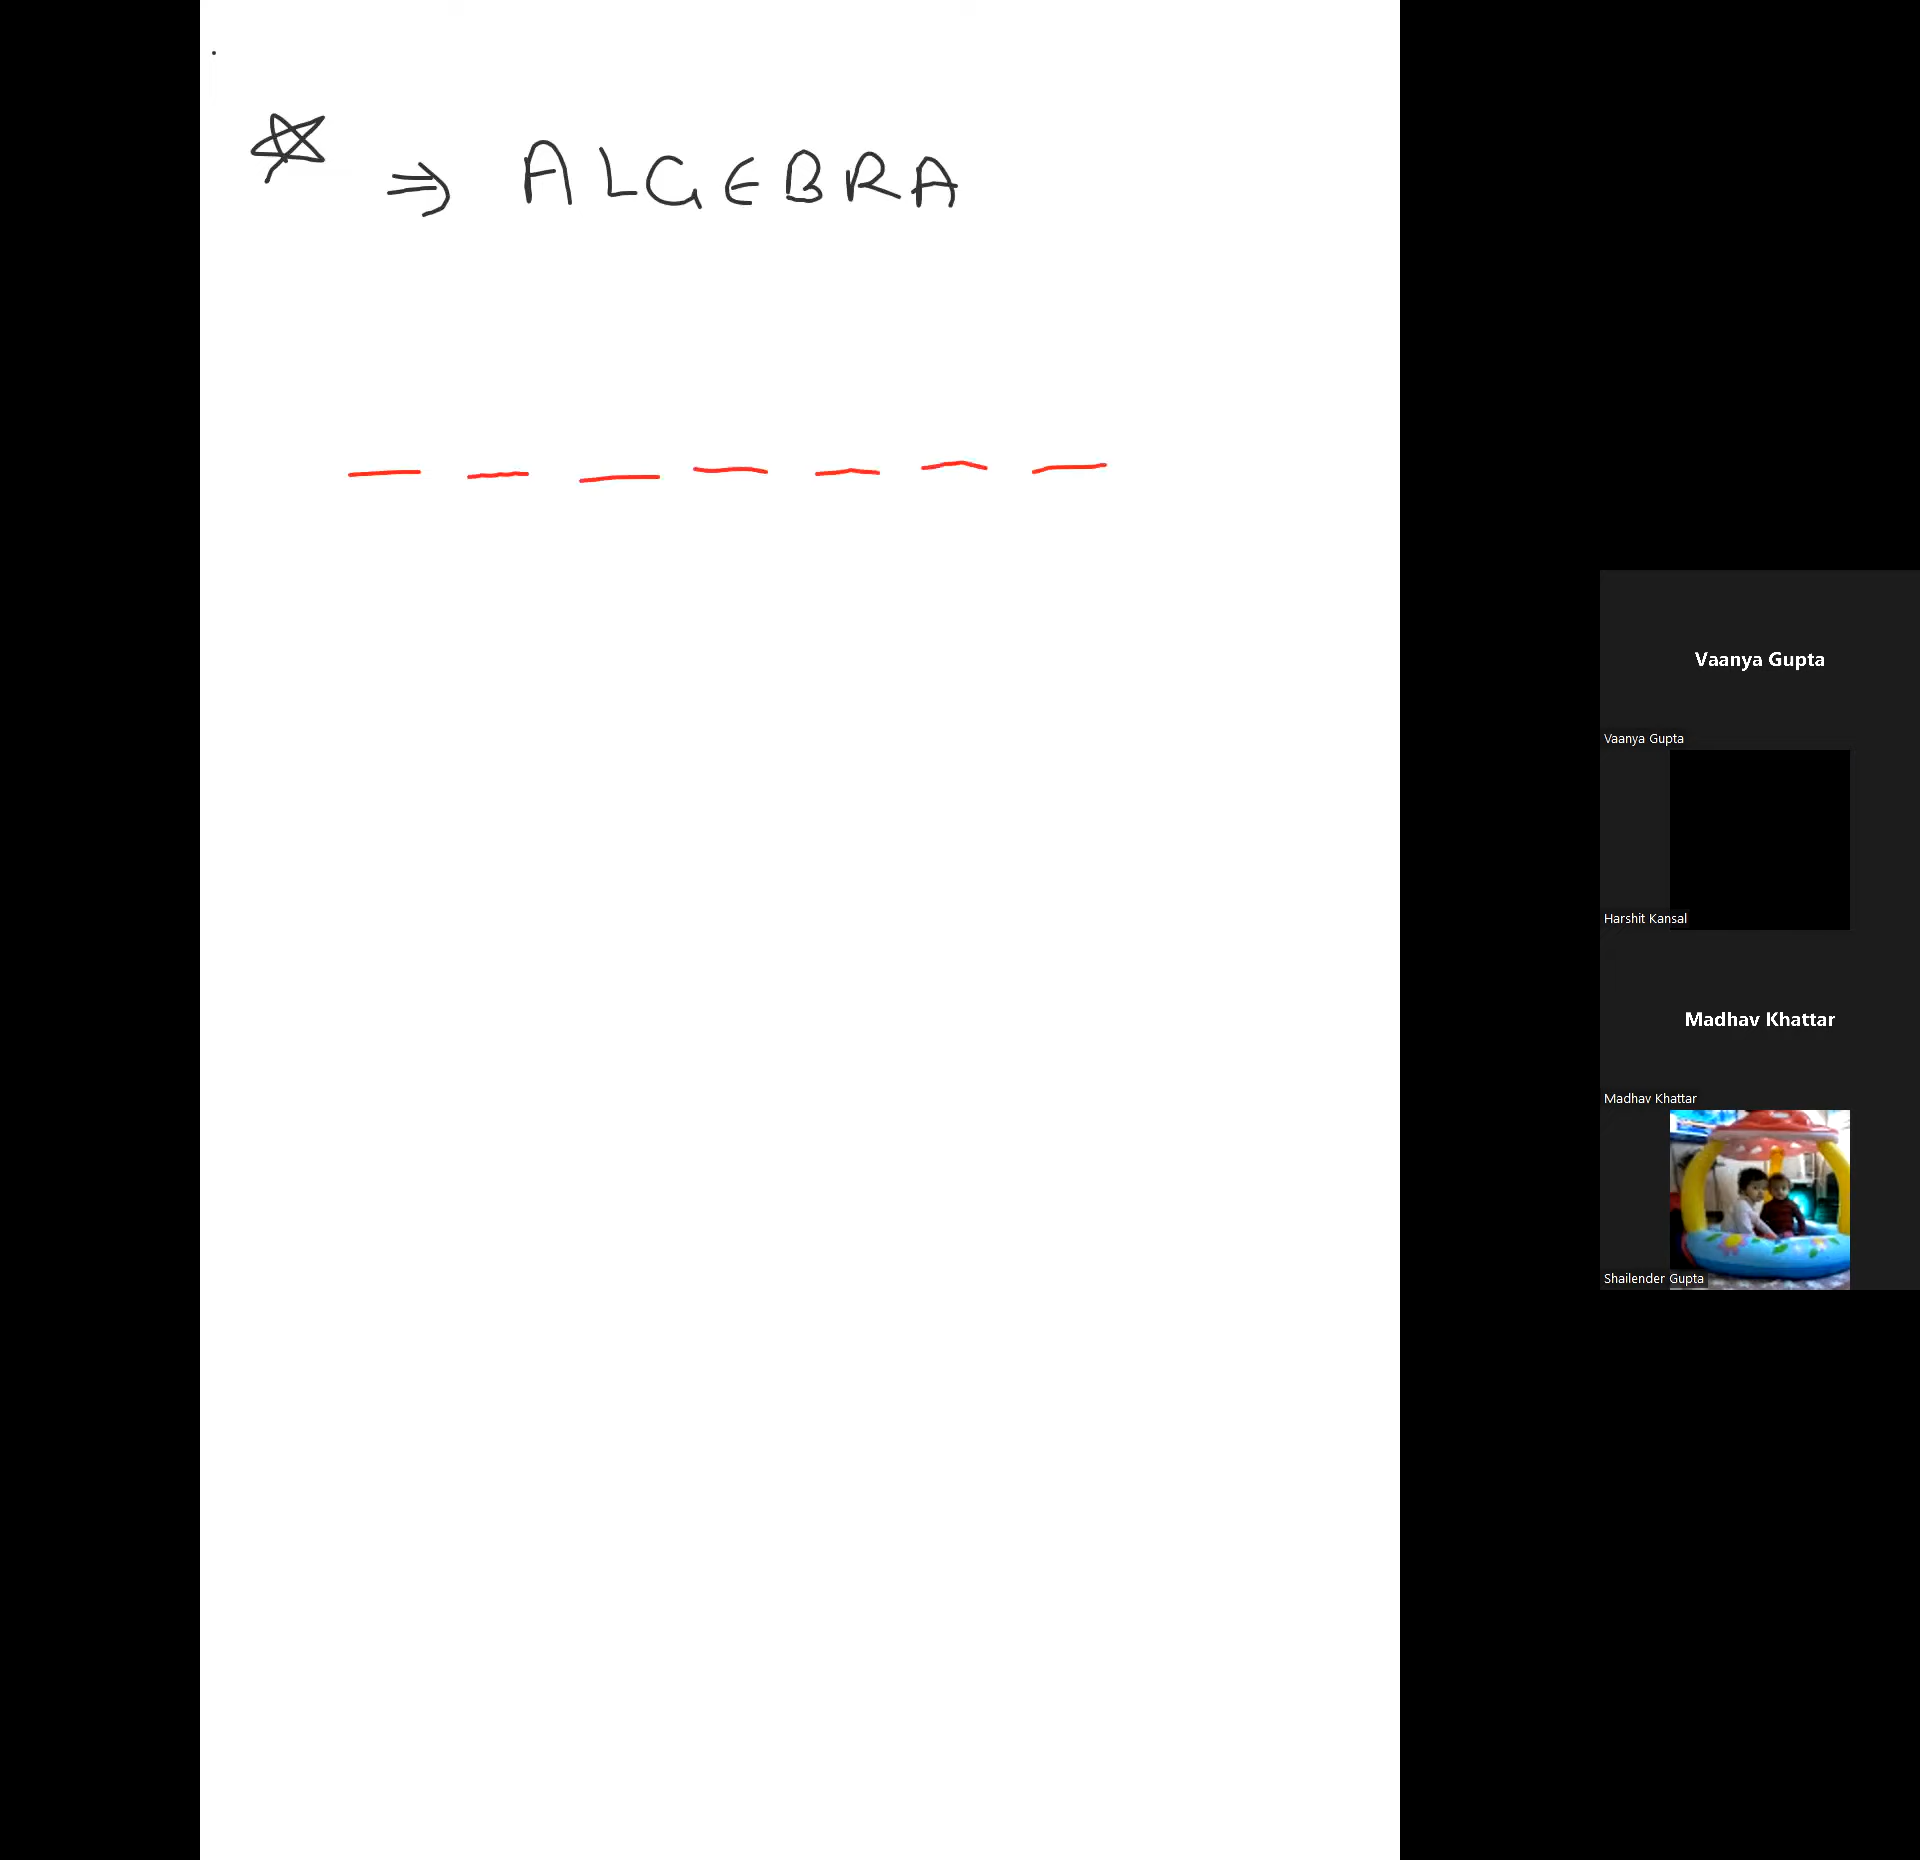 ⇒ ALGEBRA
Vaanya Gupta
Vaanya Gupta
Harshit Kansal
Madhav Khattar
Madhav Khattar
Shailender Gupta